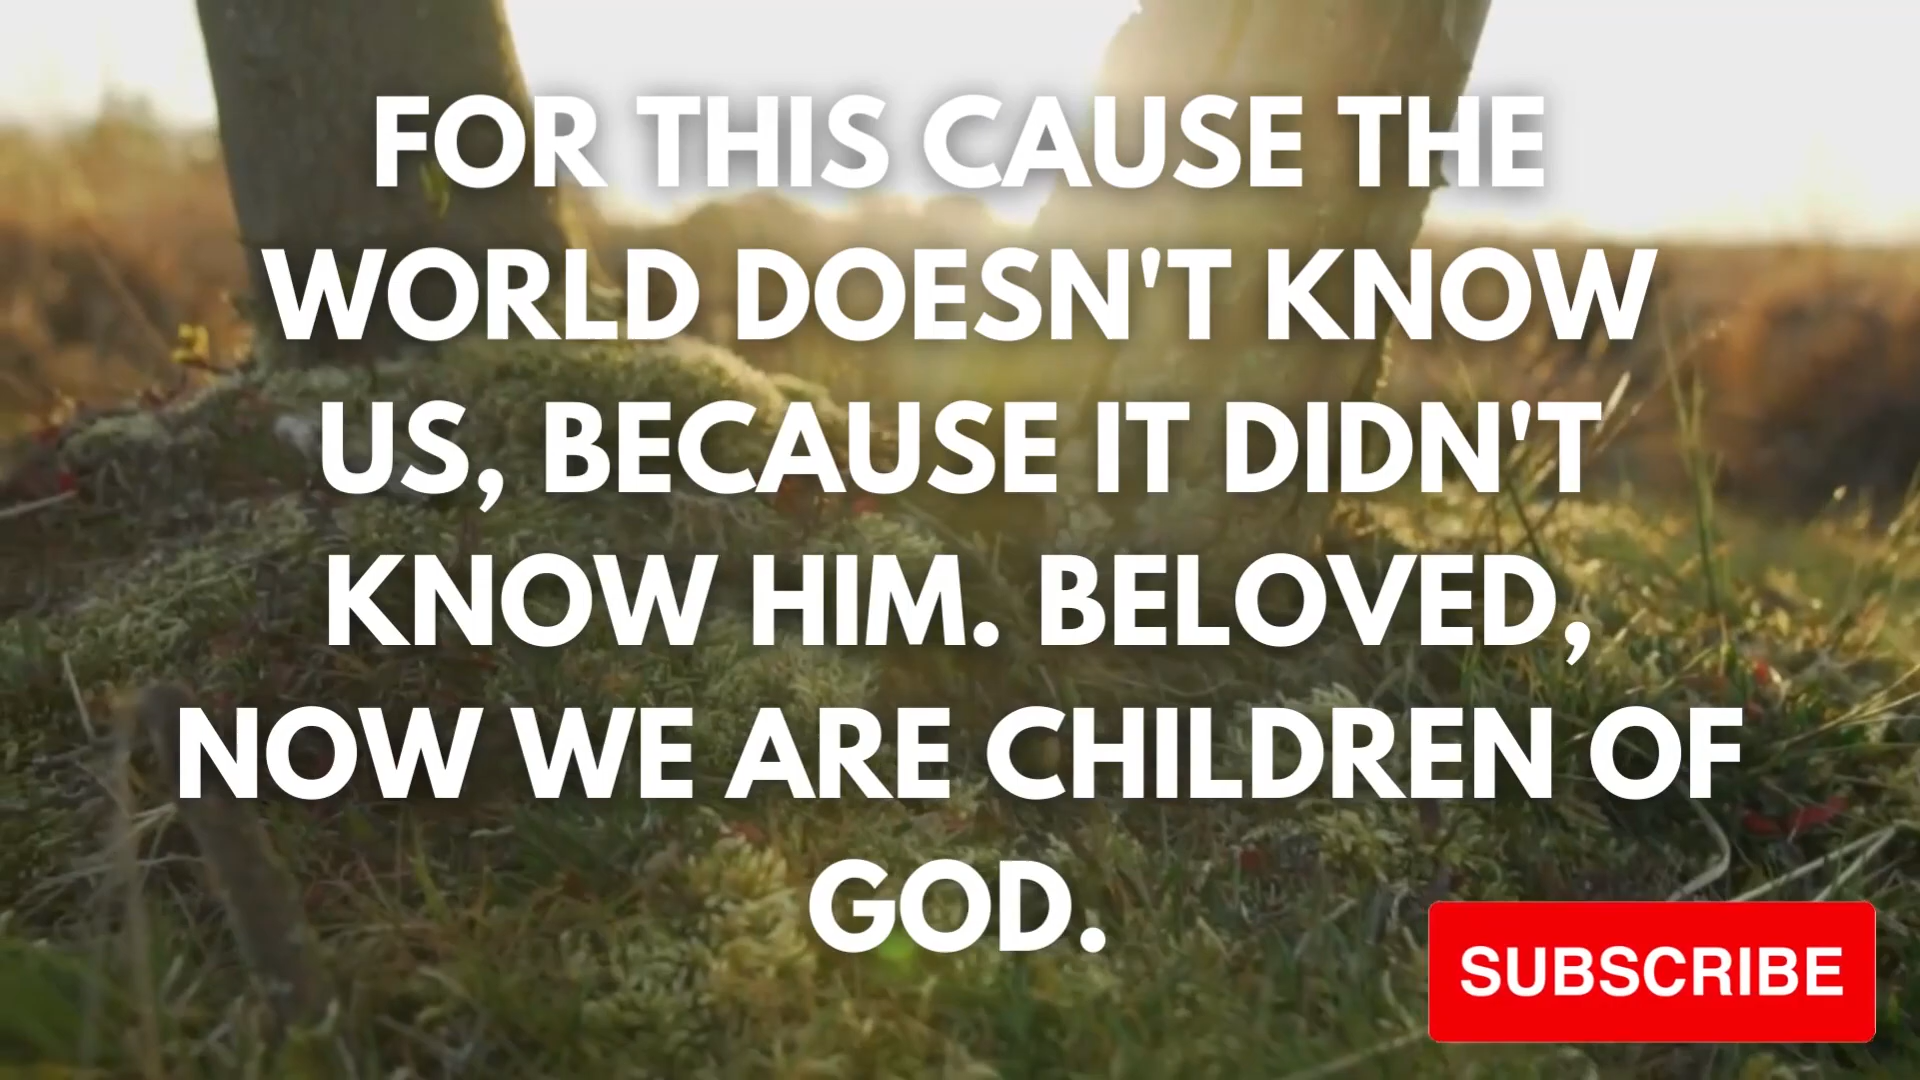 FOR THIS CAUSE THE
WORLD DOESN'T KNOW
US, BECAUSE IT DIDN'T
KNOW HIM. BELOVED,
NOW WE ARE CHILDREN OF
GOD.
SUBSCRIBE